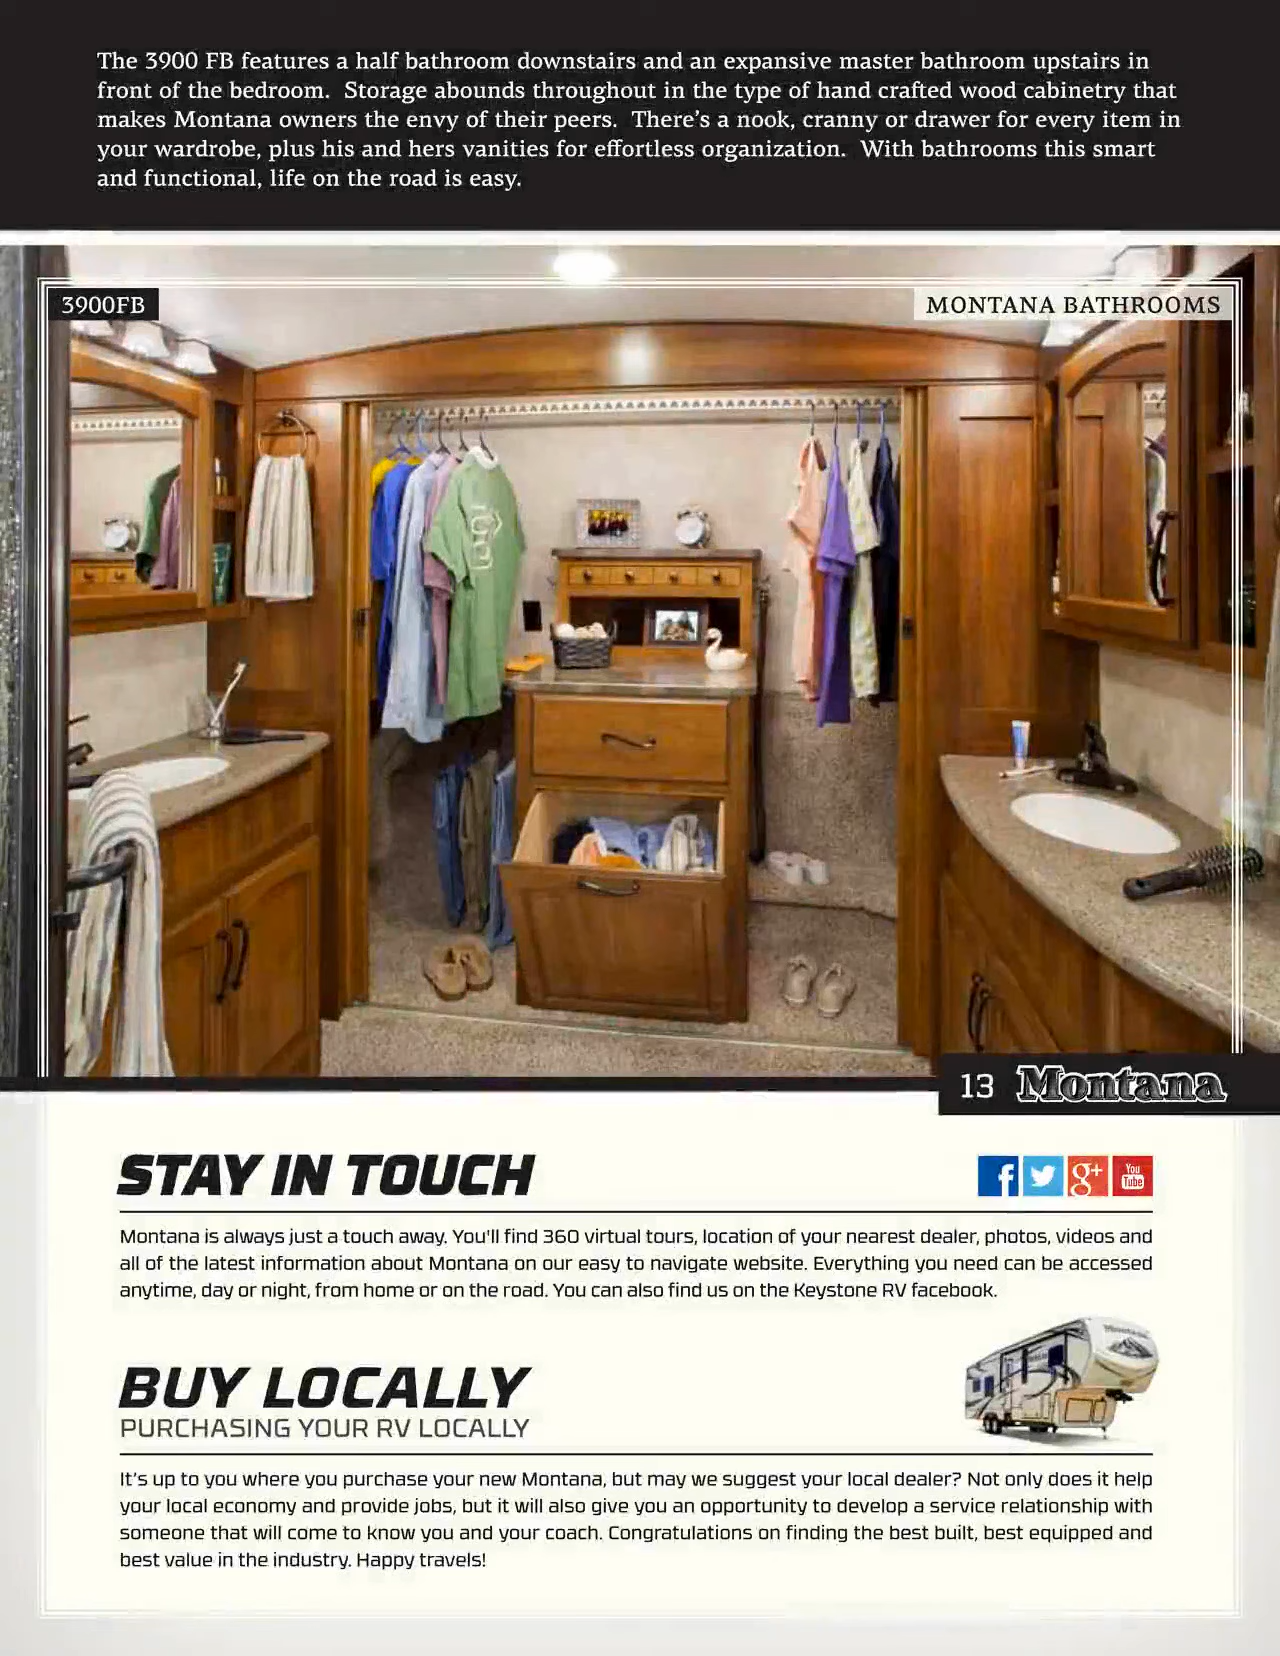 The 3900 FB features a half bathroom downstairs and an expansive master bathroom upstairs in
front of the bedroom.  Storage abounds throughout in the type of hand crafted wood cabinetry that
makes Montana owners the envy of their peers.  There's a nook, cranny or drawer for every item in
your wardrobe, plus his and hers vanities for effortless organization.  With bathrooms this smart
and functional, life on the road is easy.
3900FB
MONTANA BATHROOMS
13 Montana
STAY IN TOUCH
f g+ You Tube
Montana is always just a touch away. You'll find 360 virtual tours, location of your nearest dealer, photos, videos and
all of the latest information about Montana on our easy to navigate website. Everything you need can be accessed
anytime, day or night, from home or on the road. You can also find us on the Keystone RV facebook.
BUY LOCALLY
PURCHASING YOUR RV LOCALLY
It's up to you where you purchase your new Montana, but may we suggest your local dealer? Not only does it help
your local economy and provide jobs, but it will also give you an opportunity to develop a service relationship with
someone that will come to know you and your coach. Congratulations on finding the best built, best equipped and
best value in the industry. Happy travels!